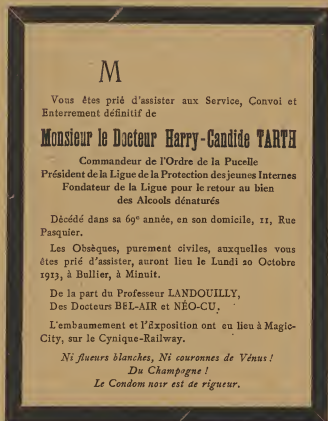 M
Vous êtes prié d'assister aux Service, Convoi et
Enterrement définitif de
Monsieur le Docteur Harry-Candide TARTH
Commandeur de l'Ordre de la Pucelle
Président de la Ligue de la Protection des jeunes Internes
Fondateur de la Ligue pour le retour au bien
des Alcools dénaturés
Décédé dans sa 69e année, en son domicile, 11, Rue
Pasquier.
Les Obsèques, purement civiles, auxquelles vous
êtes prié d'assister, auront lieu le Lundi 20 Octobre
1913, à Bullier, à Minuit.
De la part du Professeur LANDOUILLY,
Des Docteurs BEL-AIR et NÉO-CU.
L'embaumement et l'Exposition ont eu lieu à Magic-
City, sur le Cynique-Railway.
Ni flueurs blanches, Ni couronnes de Vénus !
Du Champagne !
Le Condom noir est de rigueur.